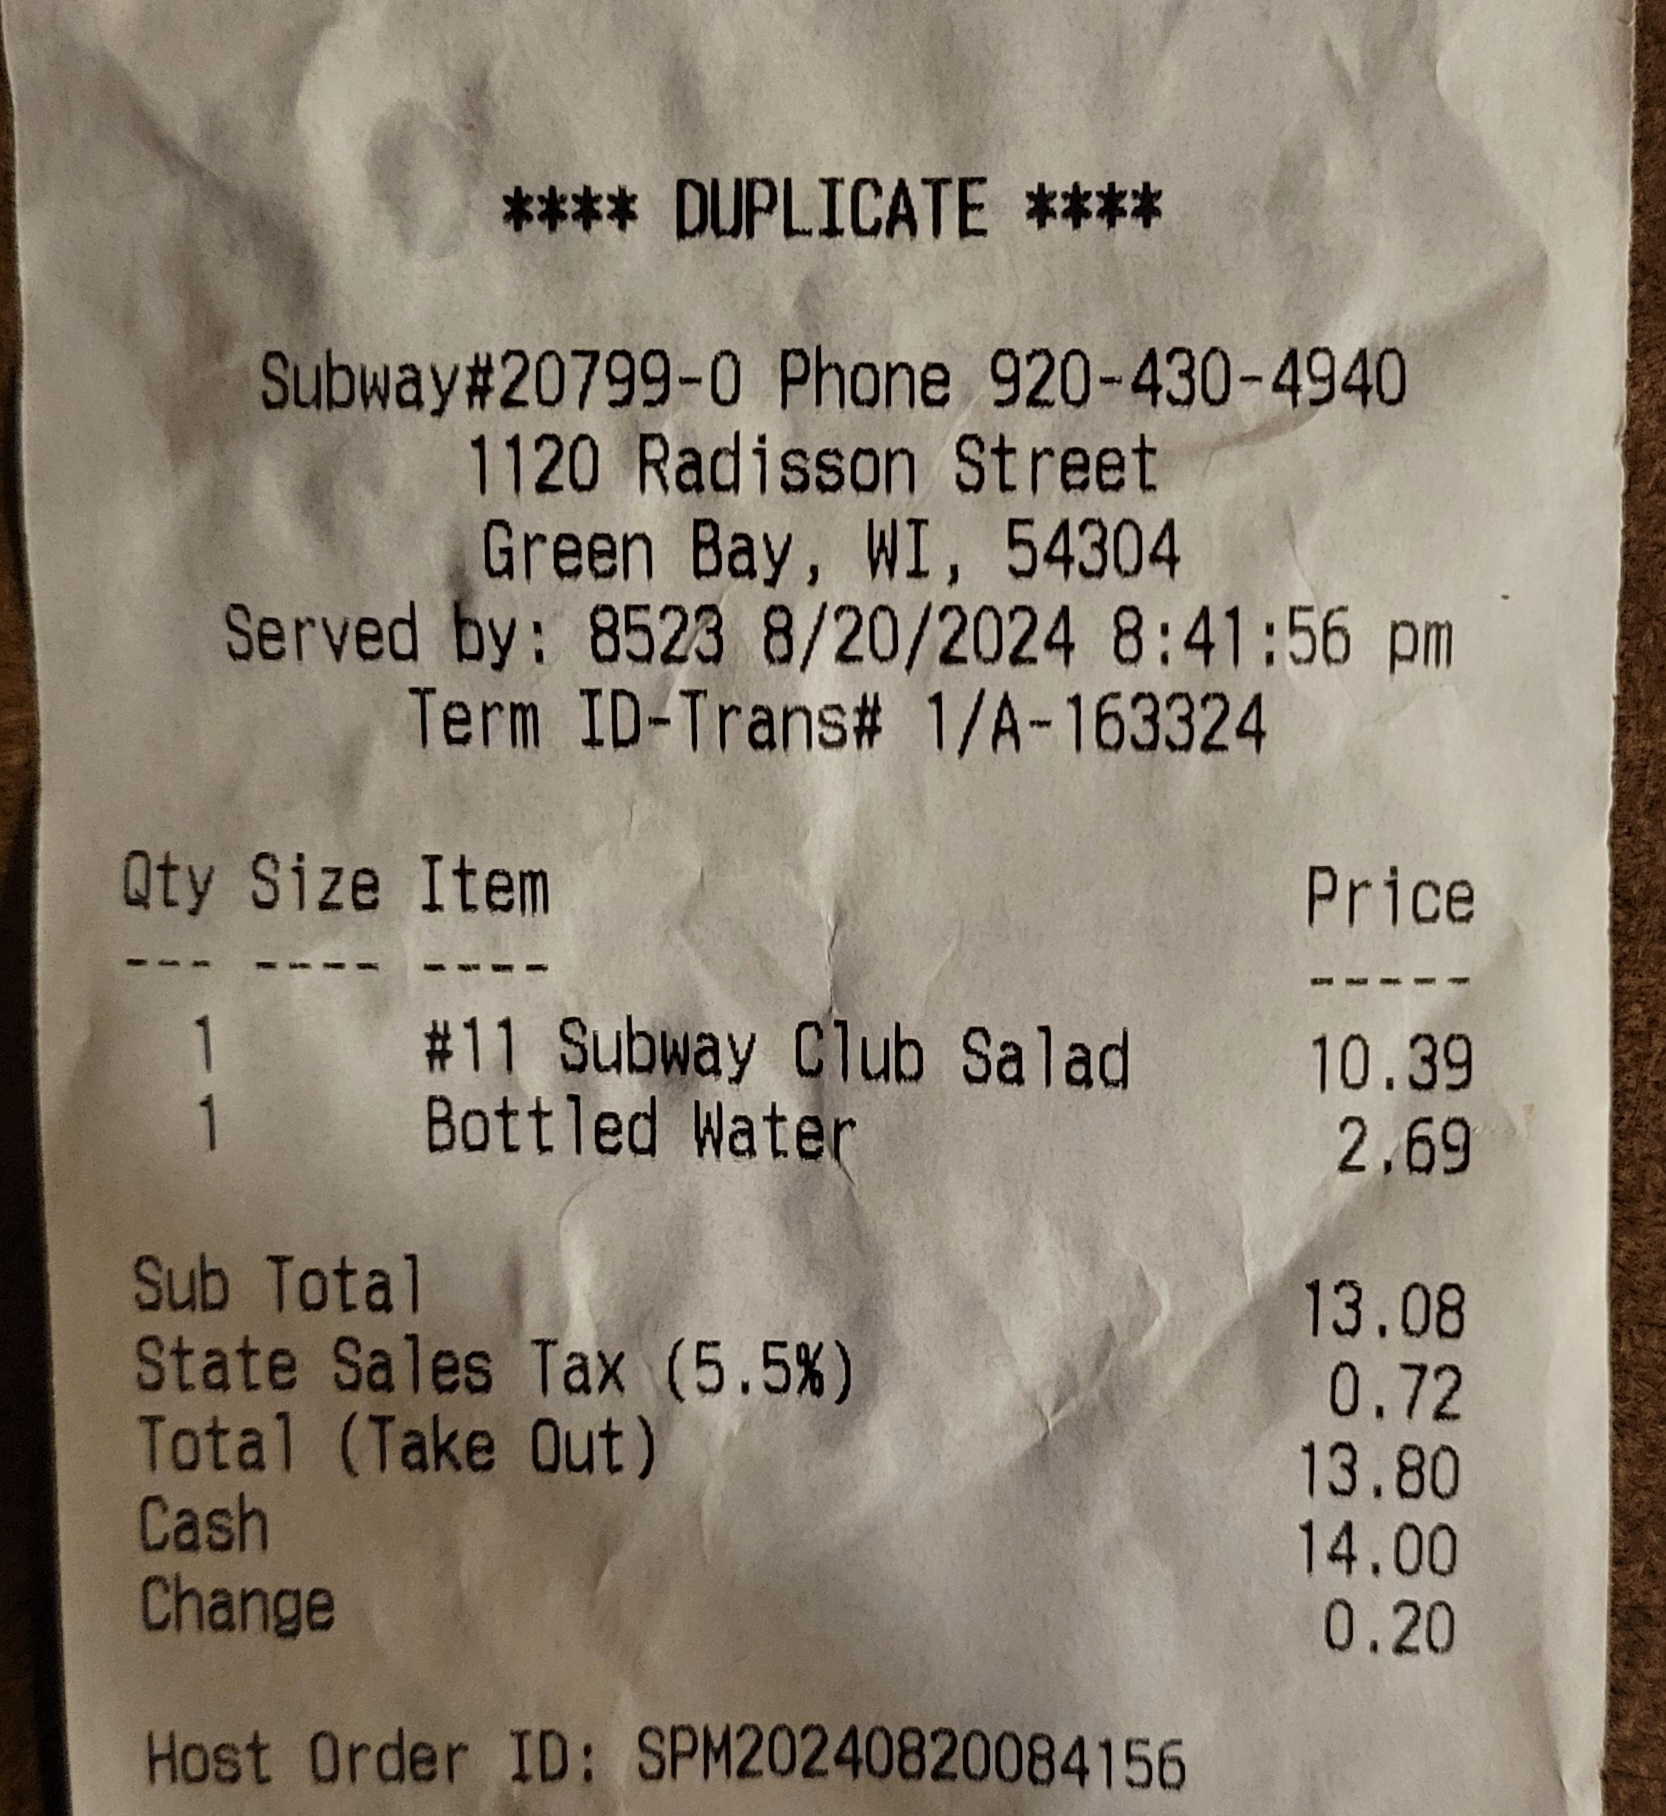 **** DUPLICATE ****
Subway#20799-0 Phone 920-430-4940
1120 Radisson Street
Green Bay, WI, 54304
Served by: 8523 8/20/2024 8:41:56 pm
Term ID-Trans# 1/A-163324
Qty Size Item Price
--- ---- ---- -----
1 #11 Subway Club Salad 10.39
1 Bottled Water 2.69
Sub Total 13.08
State Sales Tax (5.5%) 0.72
Total (Take Out) 13.80
Cash 14.00
Change 0.20
Host Order ID: SPM20240820084156